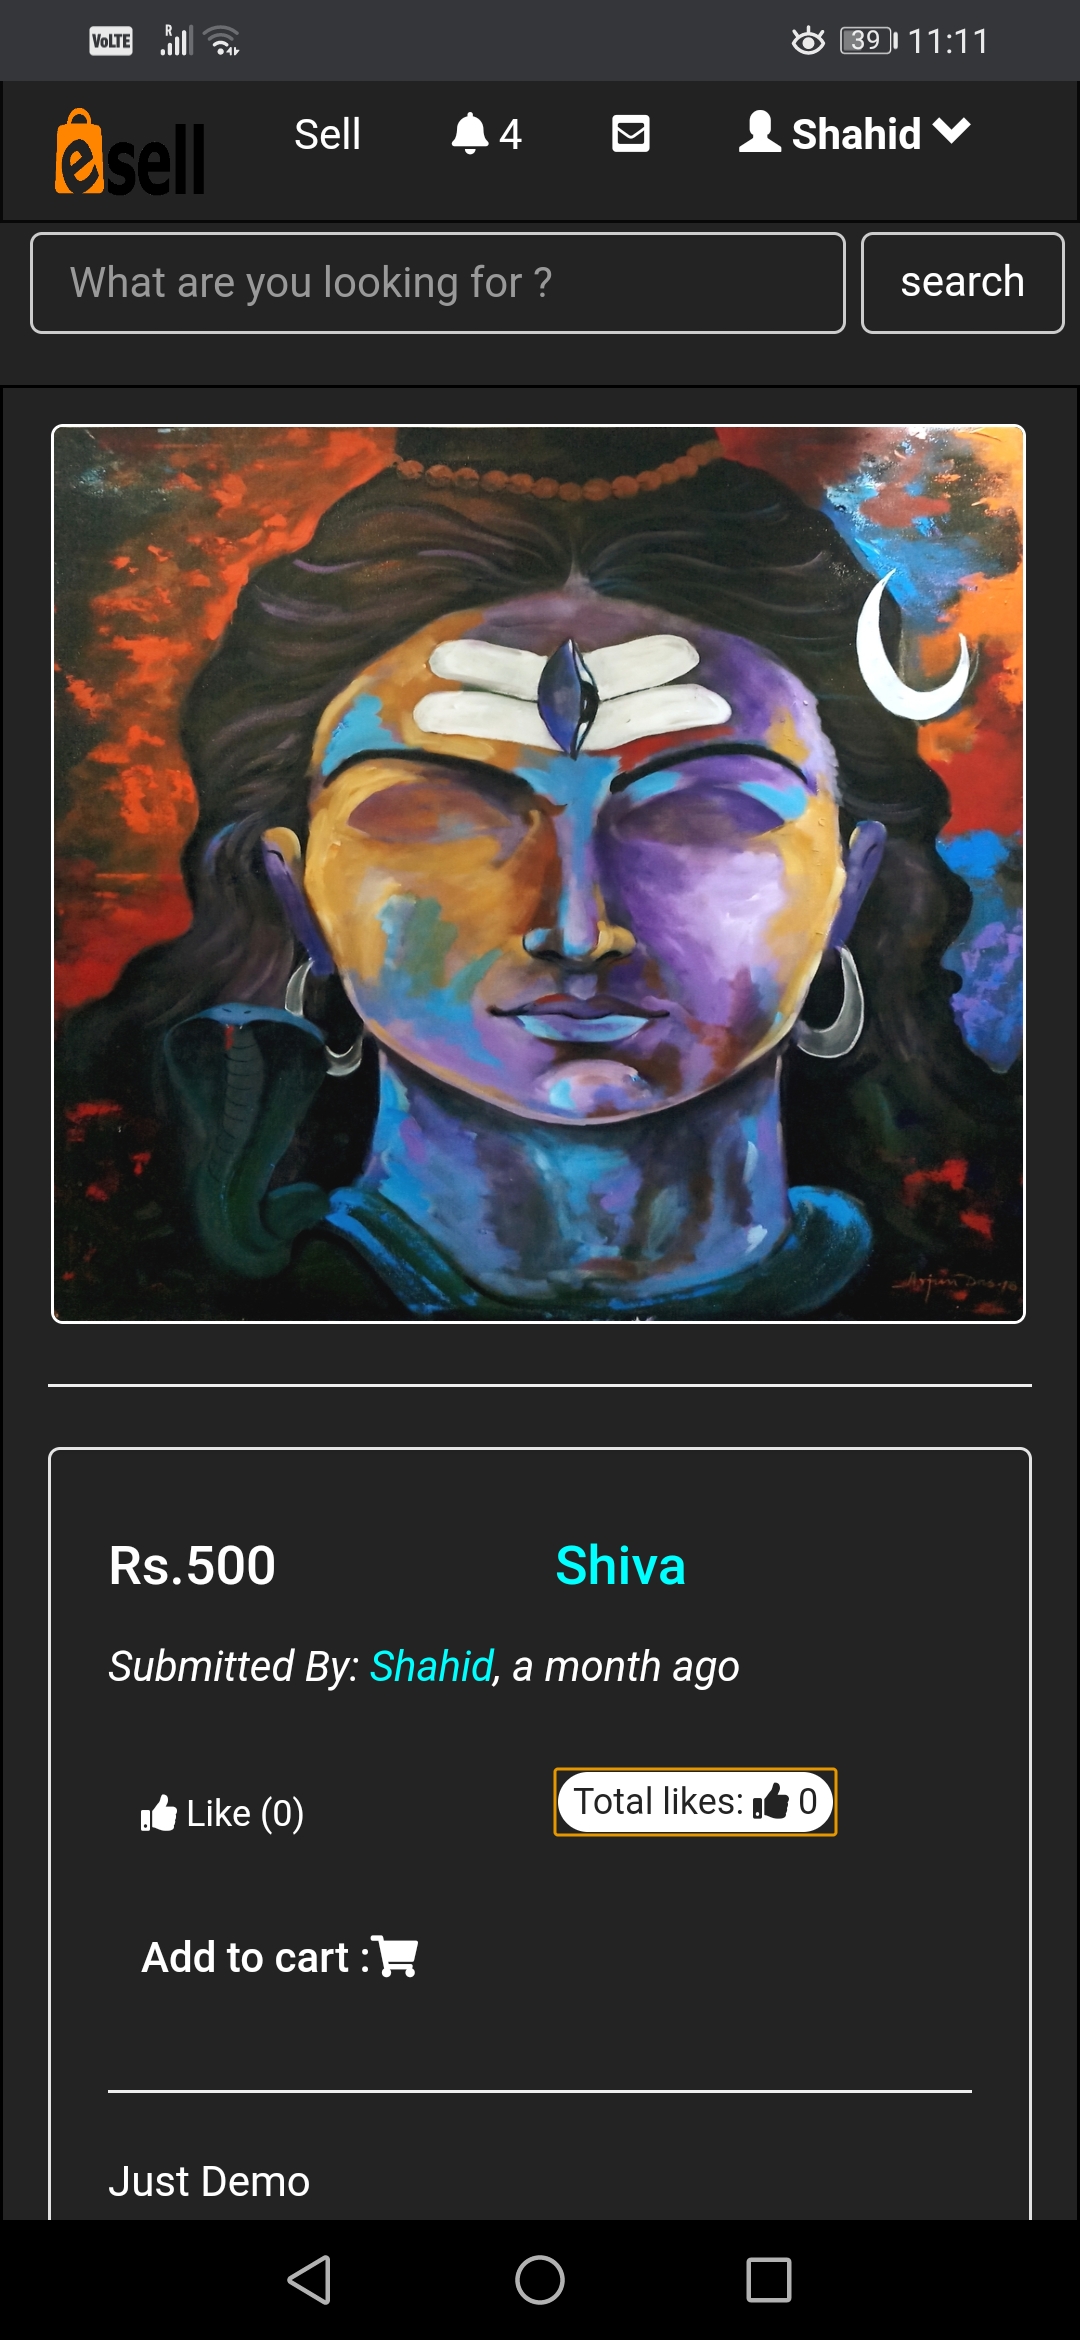 VoLTE R 39 11:11
esell Sell 4 Shahid
What are you looking for ? search
Rs.500 Shiva
Submitted By: Shahid, a month ago
Like (0) Total likes: 0
Add to cart :
Just Demo